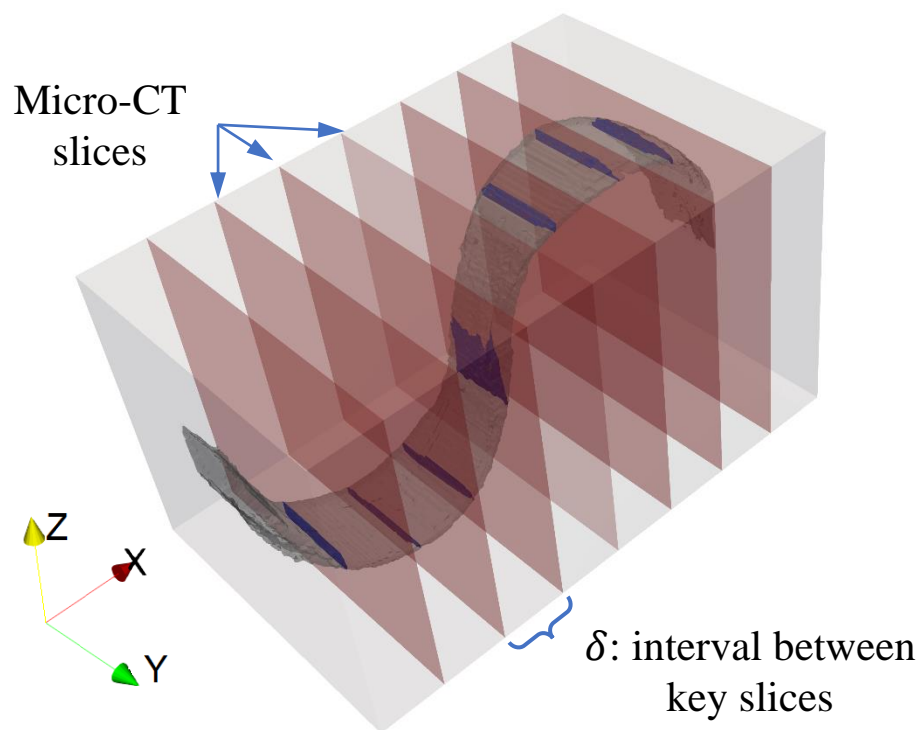 Micro-CT
slices
Z
X
Y
δ: interval between
key slices